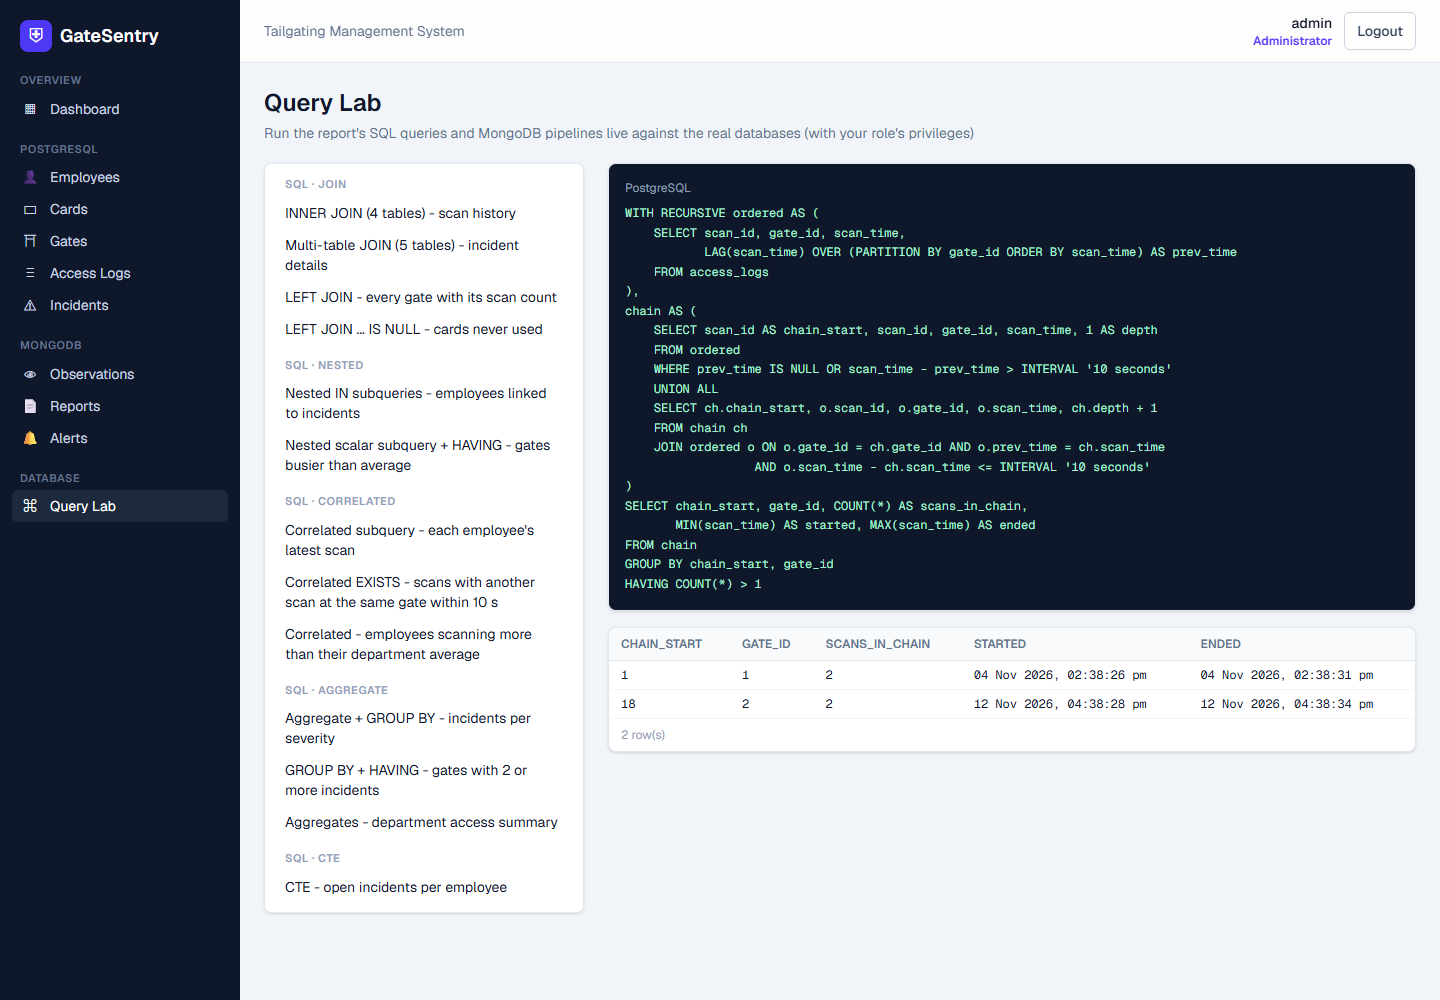 GateSentry
OVERVIEW
Dashboard
POSTGRESQL
Employees
Cards
Gates
Access Logs
Incidents
MONGODB
Observations
Reports
Alerts
DATABASE
Query Lab
Tailgating Management System
admin
Administrator
Logout
Query Lab
Run the report's SQL queries and MongoDB pipelines live against the real databases (with your role's privileges)
SQL · JOIN
INNER JOIN (4 tables) - scan history
Multi-table JOIN (5 tables) - incident
details
LEFT JOIN - every gate with its scan count
LEFT JOIN ... IS NULL - cards never used
SQL · NESTED
Nested IN subqueries - employees linked
to incidents
Nested scalar subquery + HAVING - gates
busier than average
SQL · CORRELATED
Correlated subquery - each employee's
latest scan
Correlated EXISTS - scans with another
scan at the same gate within 10 s
Correlated - employees scanning more
than their department average
SQL · AGGREGATE
Aggregate + GROUP BY - incidents per
severity
GROUP BY + HAVING - gates with 2 or
more incidents
Aggregates - department access summary
SQL · CTE
CTE - open incidents per employee
PostgreSQL
WITH RECURSIVE ordered AS (
    SELECT scan_id, gate_id, scan_time,
           LAG(scan_time) OVER (PARTITION BY gate_id ORDER BY scan_time) AS prev_time
    FROM access_logs
),
chain AS (
    SELECT scan_id AS chain_start, scan_id, gate_id, scan_time, 1 AS depth
    FROM ordered
    WHERE prev_time IS NULL OR scan_time - prev_time > INTERVAL '10 seconds'
    UNION ALL
    SELECT ch.chain_start, o.scan_id, o.gate_id, o.scan_time, ch.depth + 1
    FROM chain ch
    JOIN ordered o ON o.gate_id = ch.gate_id AND o.prev_time = ch.scan_time
                  AND o.scan_time - ch.scan_time <= INTERVAL '10 seconds'
)
SELECT chain_start, gate_id, COUNT(*) AS scans_in_chain,
       MIN(scan_time) AS started, MAX(scan_time) AS ended
FROM chain
GROUP BY chain_start, gate_id
HAVING COUNT(*) > 1
CHAIN_START GATE_ID SCANS_IN_CHAIN STARTED ENDED
1 1 2 04 Nov 2026, 02:38:26 pm 04 Nov 2026, 02:38:31 pm
18 2 2 12 Nov 2026, 04:38:28 pm 12 Nov 2026, 04:38:34 pm
2 row(s)